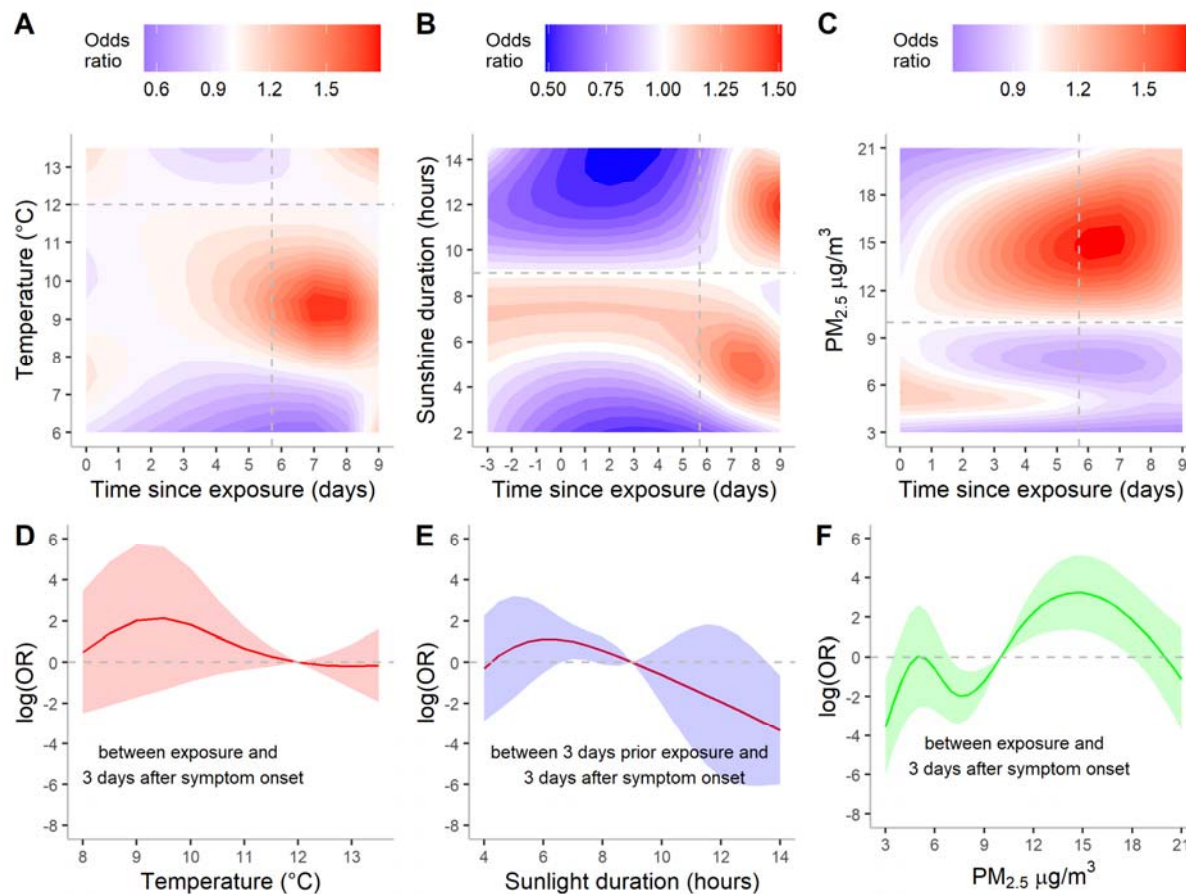 A
Odds
ratio
0.6 0.9 1.2 1.5
B
Odds
ratio
0.50 0.75 1.00 1.25 1.50
C
Odds
ratio
0.9 1.2 1.5
Temperature (°C)
13
12
11
10
9
8
7
6
0 1 2 3 4 5 6 7 8 9
Time since exposure (days)
Sunshine duration (hours)
14
12
10
8
6
4
2
-3 -2 -1 0 1 2 3 4 5 6 7 8 9
Time since exposure (days)
PM2.5 µg/m³
21
18
15
12
9
6
3
0 2 4 6 8 9
Time since exposure (days)
D
log(OR)
6
4
2
0
-2
-4
-6
-8
between exposure and
3 days after symptom onset
8 9 10 11 12 13
Temperature (°C)
E
log(OR)
6
4
2
0
-2
-4
-6
-8
between 3 days prior exposure and
3 days after symptom onset
4 6 8 10 12 14
Sunlight duration (hours)
F
log(OR)
6
4
2
0
-2
-4
-6
-8
between exposure and
3 days after symptom onset
3 6 9 12 15 18 21
PM2.5 µg/m³